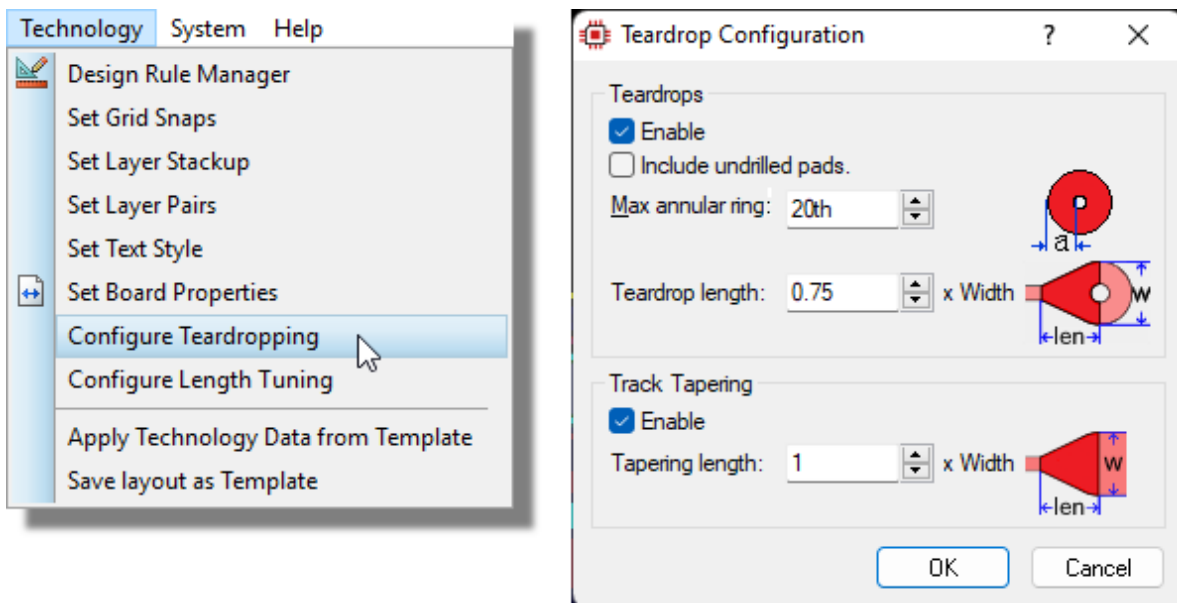 Technology System Help
Design Rule Manager
Set Grid Snaps
Set Layer Stackup
Set Layer Pairs
Set Text Style
Set Board Properties
Configure Teardropping
Configure Length Tuning
Apply Technology Data from Template
Save layout as Template
Teardrop Configuration ?
Teardrops
Enable
Include undrilled pads.
Max annular ring: 20th
a
Teardrop length: 0.75 x Width
w
len
Track Tapering
Enable
Tapering length: 1 x Width
w
len
OK Cancel